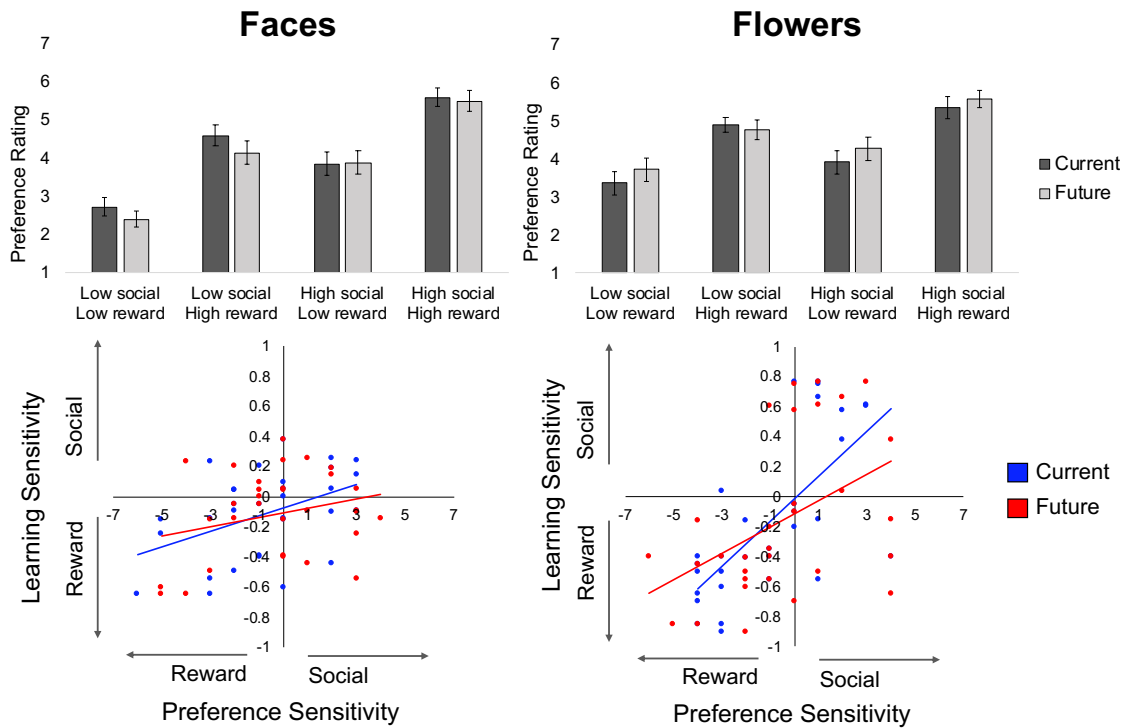 Faces
7
6
5
4
3
2
1
Preference Rating
Low social
Low reward
Low social
High reward
High social
Low reward
High social
High reward
Flowers
7
6
5
4
3
2
1
Preference Rating
Low social
Low reward
Low social
High reward
High social
Low reward
High social
High reward
Current
Future
1
0.8
0.6
0.4
0.2
0
-0.2
-0.4
-0.6
-0.8
-1
-7
-5
-3
-1
1
3
5
7
Learning Sensitivity
Social
Reward
Reward
Social
Preference Sensitivity
1
0.8
0.6
0.4
0.2
0
-0.2
-0.4
-0.6
-0.8
-1
-7
-5
-3
-1
1
3
5
7
Learning Sensitivity
Social
Reward
Reward
Social
Preference Sensitivity
Current
Future